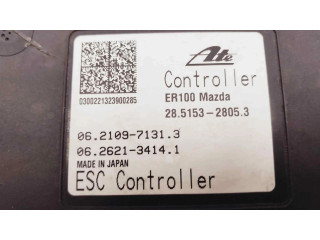 Ate
Controller
0300221323900285
ER100 Mazda
28.5153-2805.3
06.2109-7131.3
06.2621-3414.1
MADE IN JAPAN
ESC Controller